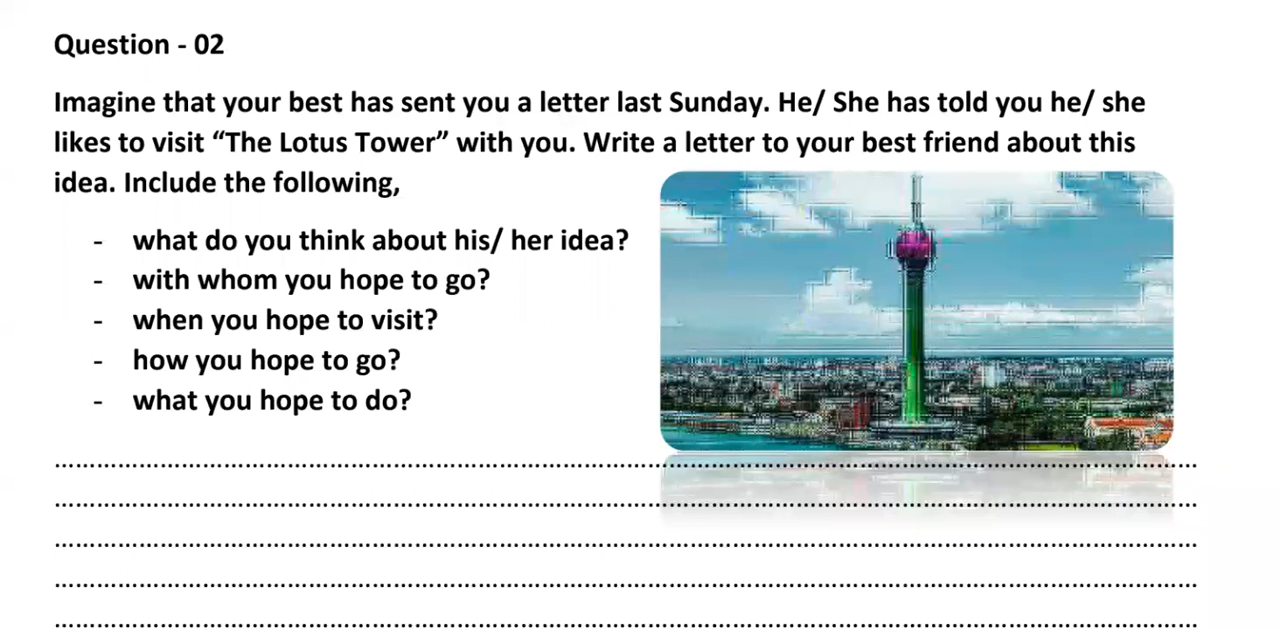 Question - 02
Imagine that your best has sent you a letter last Sunday. He/ She has told you he/ she
likes to visit “The Lotus Tower” with you. Write a letter to your best friend about this
idea. Include the following,
- what do you think about his/ her idea?
- with whom you hope to go?
- when you hope to visit?
- how you hope to go?
- what you hope to do?